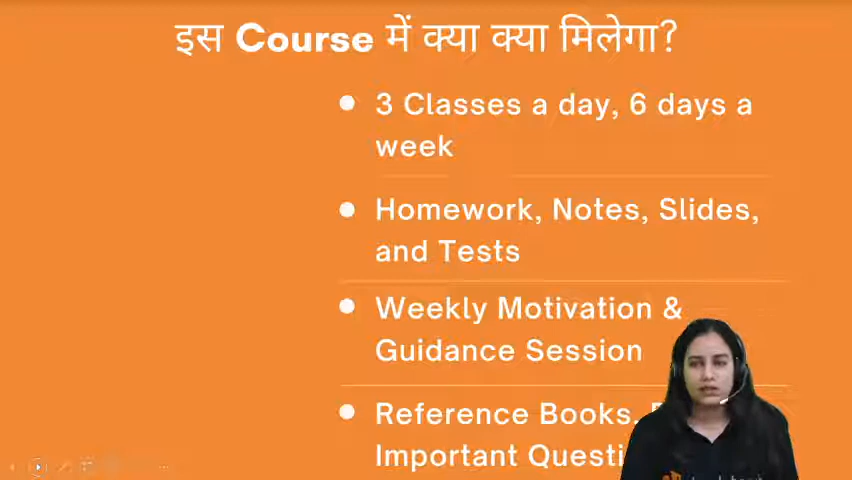 इस Course में क्या क्या मिलेगा?
3 Classes a day, 6 days a
week
Homework, Notes, Slides,
and Tests
Weekly Motivation &
Guidance Session
Reference Books.
Important